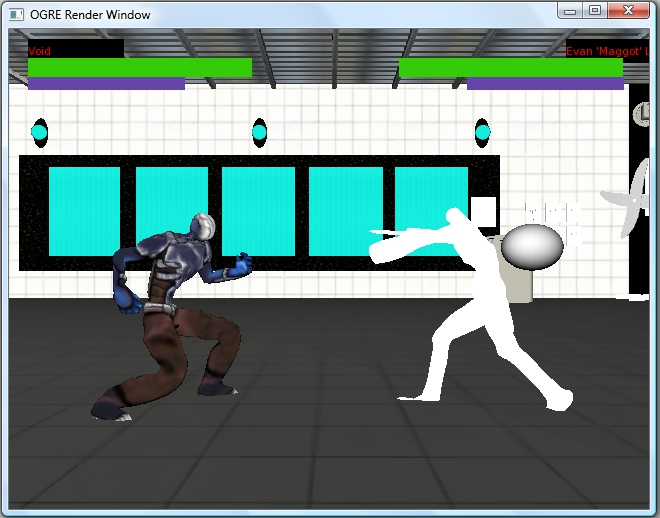 OGRE Render Window
Void
Evan 'Maggot' L